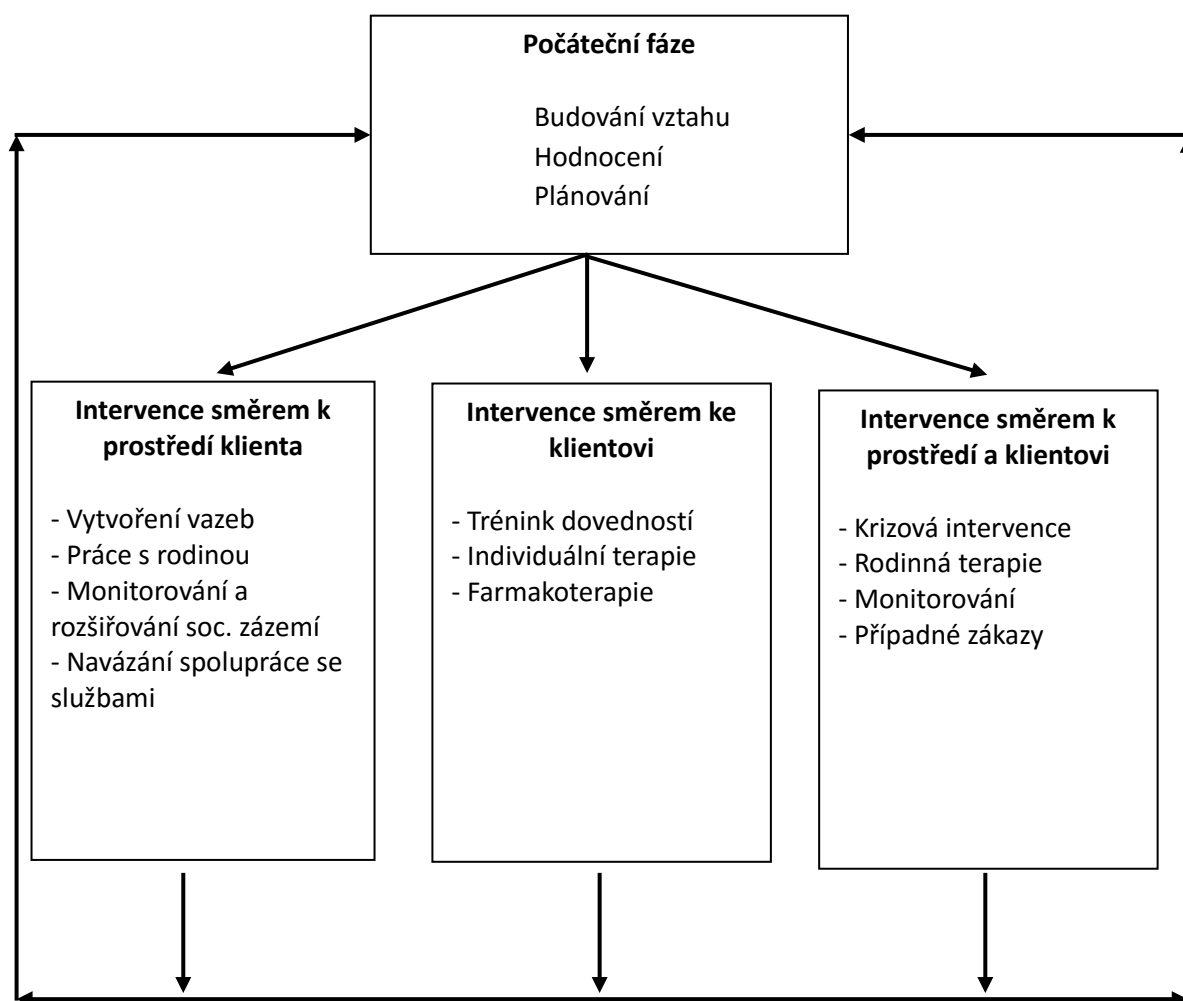 Počáteční fáze
Budování vztahu
Hodnocení
Plánování
Intervence směrem k
prostředí klienta
- Vytvoření vazeb
- Práce s rodinou
- Monitorování a
rozšiřování soc. zázemí
- Navázání spolupráce se
službami
Intervence směrem ke
klientovi
- Trénink dovedností
- Individuální terapie
- Farmakoterapie
Intervence směrem k
prostředí a klientovi
- Krizová intervence
- Rodinná terapie
- Monitorování
- Případné zákazy